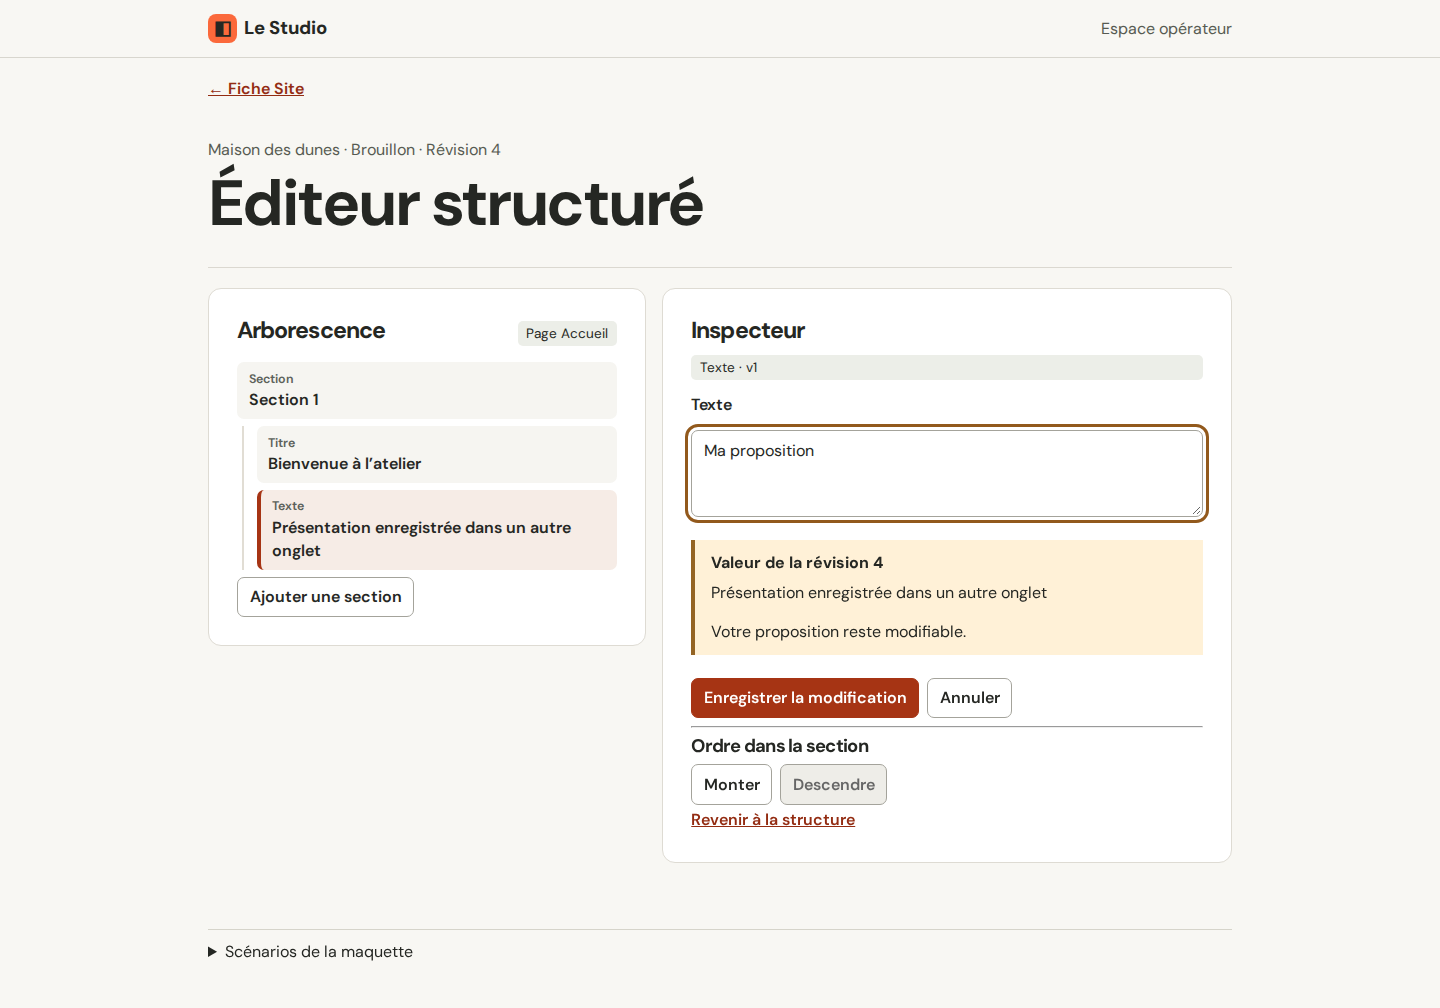 Le Studio
Espace opérateur
← Fiche Site
Maison des dunes · Brouillon · Révision 4
Éditeur structuré
Arborescence
Page Accueil
Section
Section 1
Titre
Bienvenue à l’atelier
Texte
Présentation enregistrée dans un autre
onglet
Ajouter une section
Inspecteur
Texte · v1
Texte
Ma proposition
Valeur de la révision 4
Présentation enregistrée dans un autre onglet
Votre proposition reste modifiable.
Enregistrer la modification
Annuler
Ordre dans la section
Monter
Descendre
Revenir à la structure
Scénarios de la maquette